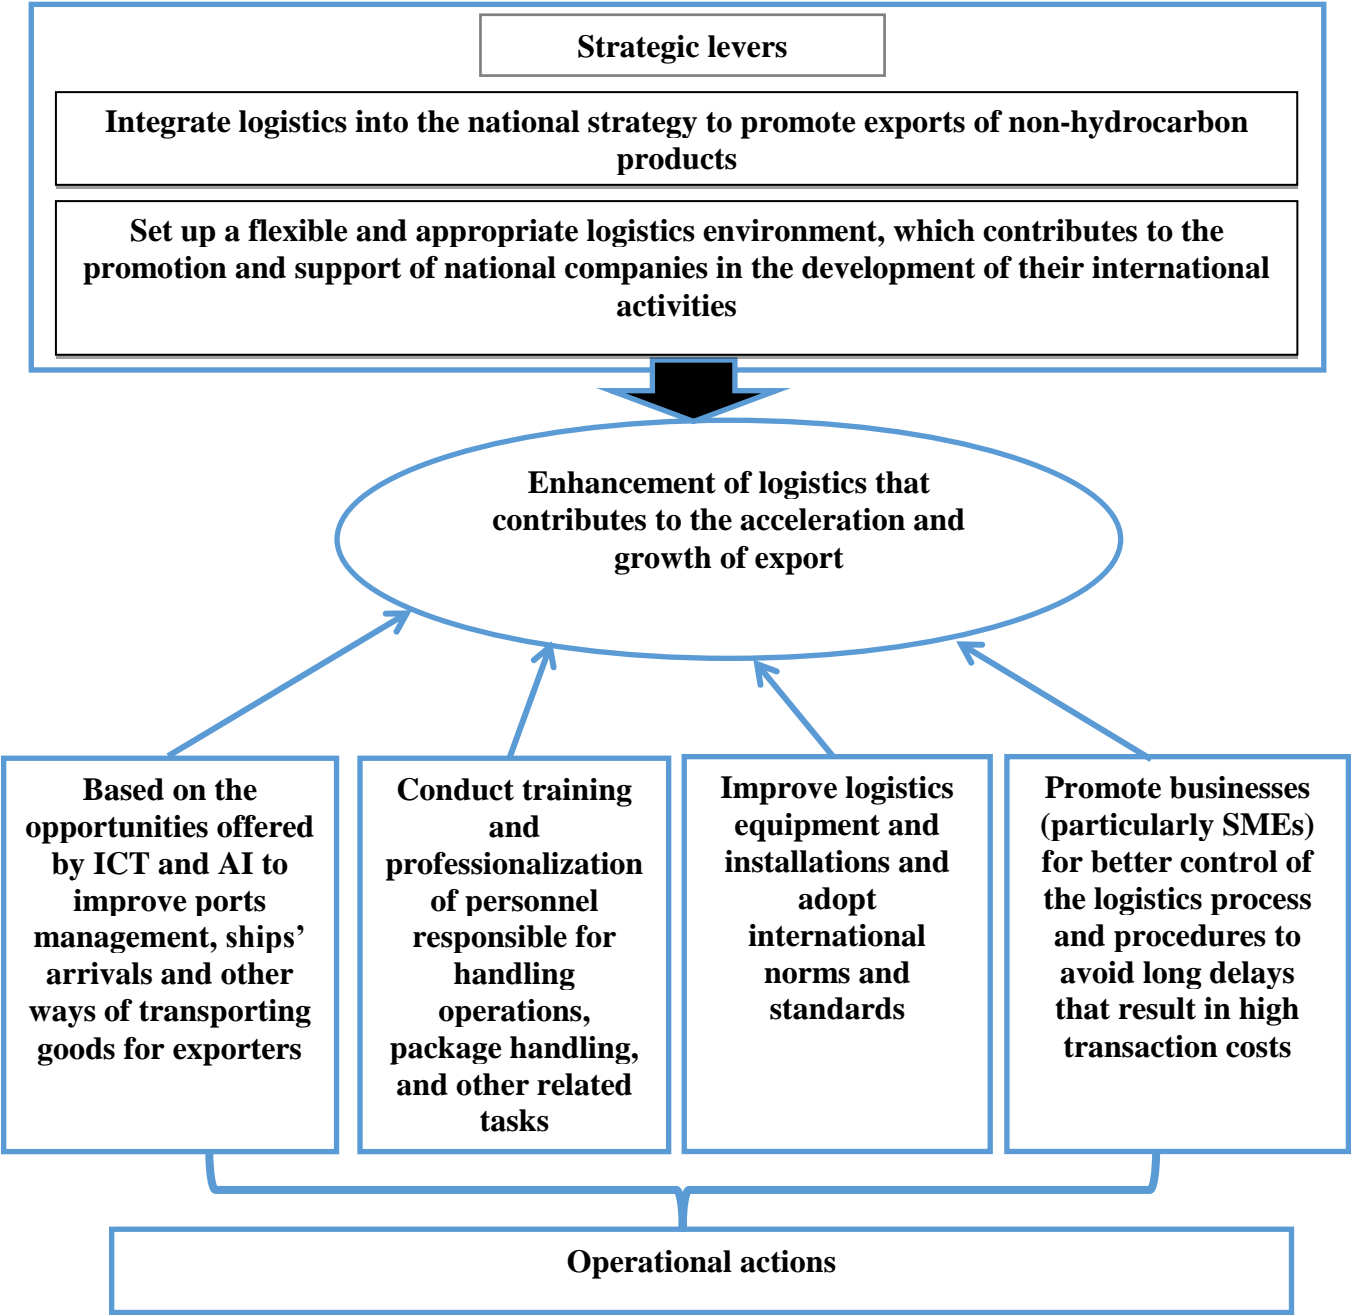 Strategic levers
Integrate logistics into the national strategy to promote exports of non-hydrocarbon
products
Set up a flexible and appropriate logistics environment, which contributes to the
promotion and support of national companies in the development of their international
activities
Enhancement of logistics that
contributes to the acceleration and
growth of export
Based on the
opportunities offered
by ICT and AI to
improve ports
management, ships’
arrivals and other
ways of transporting
goods for exporters
Conduct training
and
professionalization
of personnel
responsible for
handling
operations,
package handling,
and other related
tasks
Improve logistics
equipment and
installations and
adopt
international
norms and
standards
Promote businesses
(particularly SMEs)
for better control of
the logistics process
and procedures to
avoid long delays
that result in high
transaction costs
Operational actions